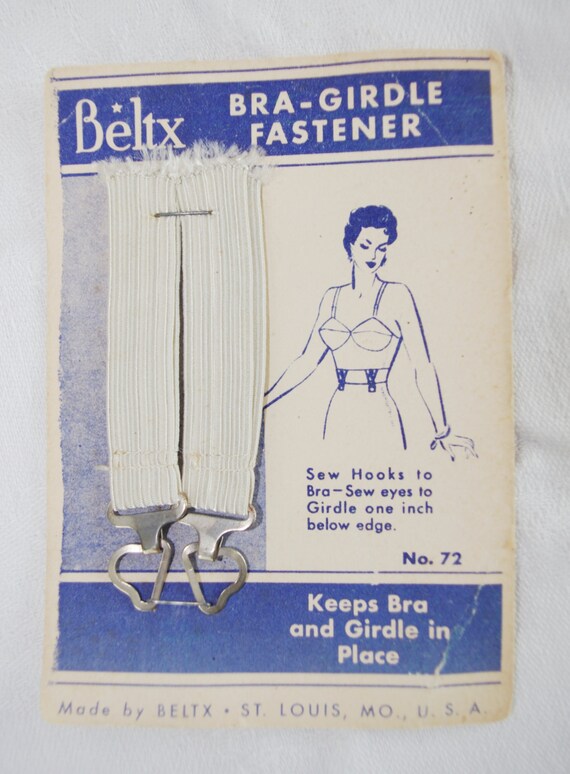 Beltx
BRA-GIRDLE
FASTENER
Sew Hooks to
Bra-Sew eyes to
Girdle one inch
below edge.
No. 72
Keeps Bra
and Girdle in
Place
Made by BELTX • ST. LOUIS, MO., U. S. A.